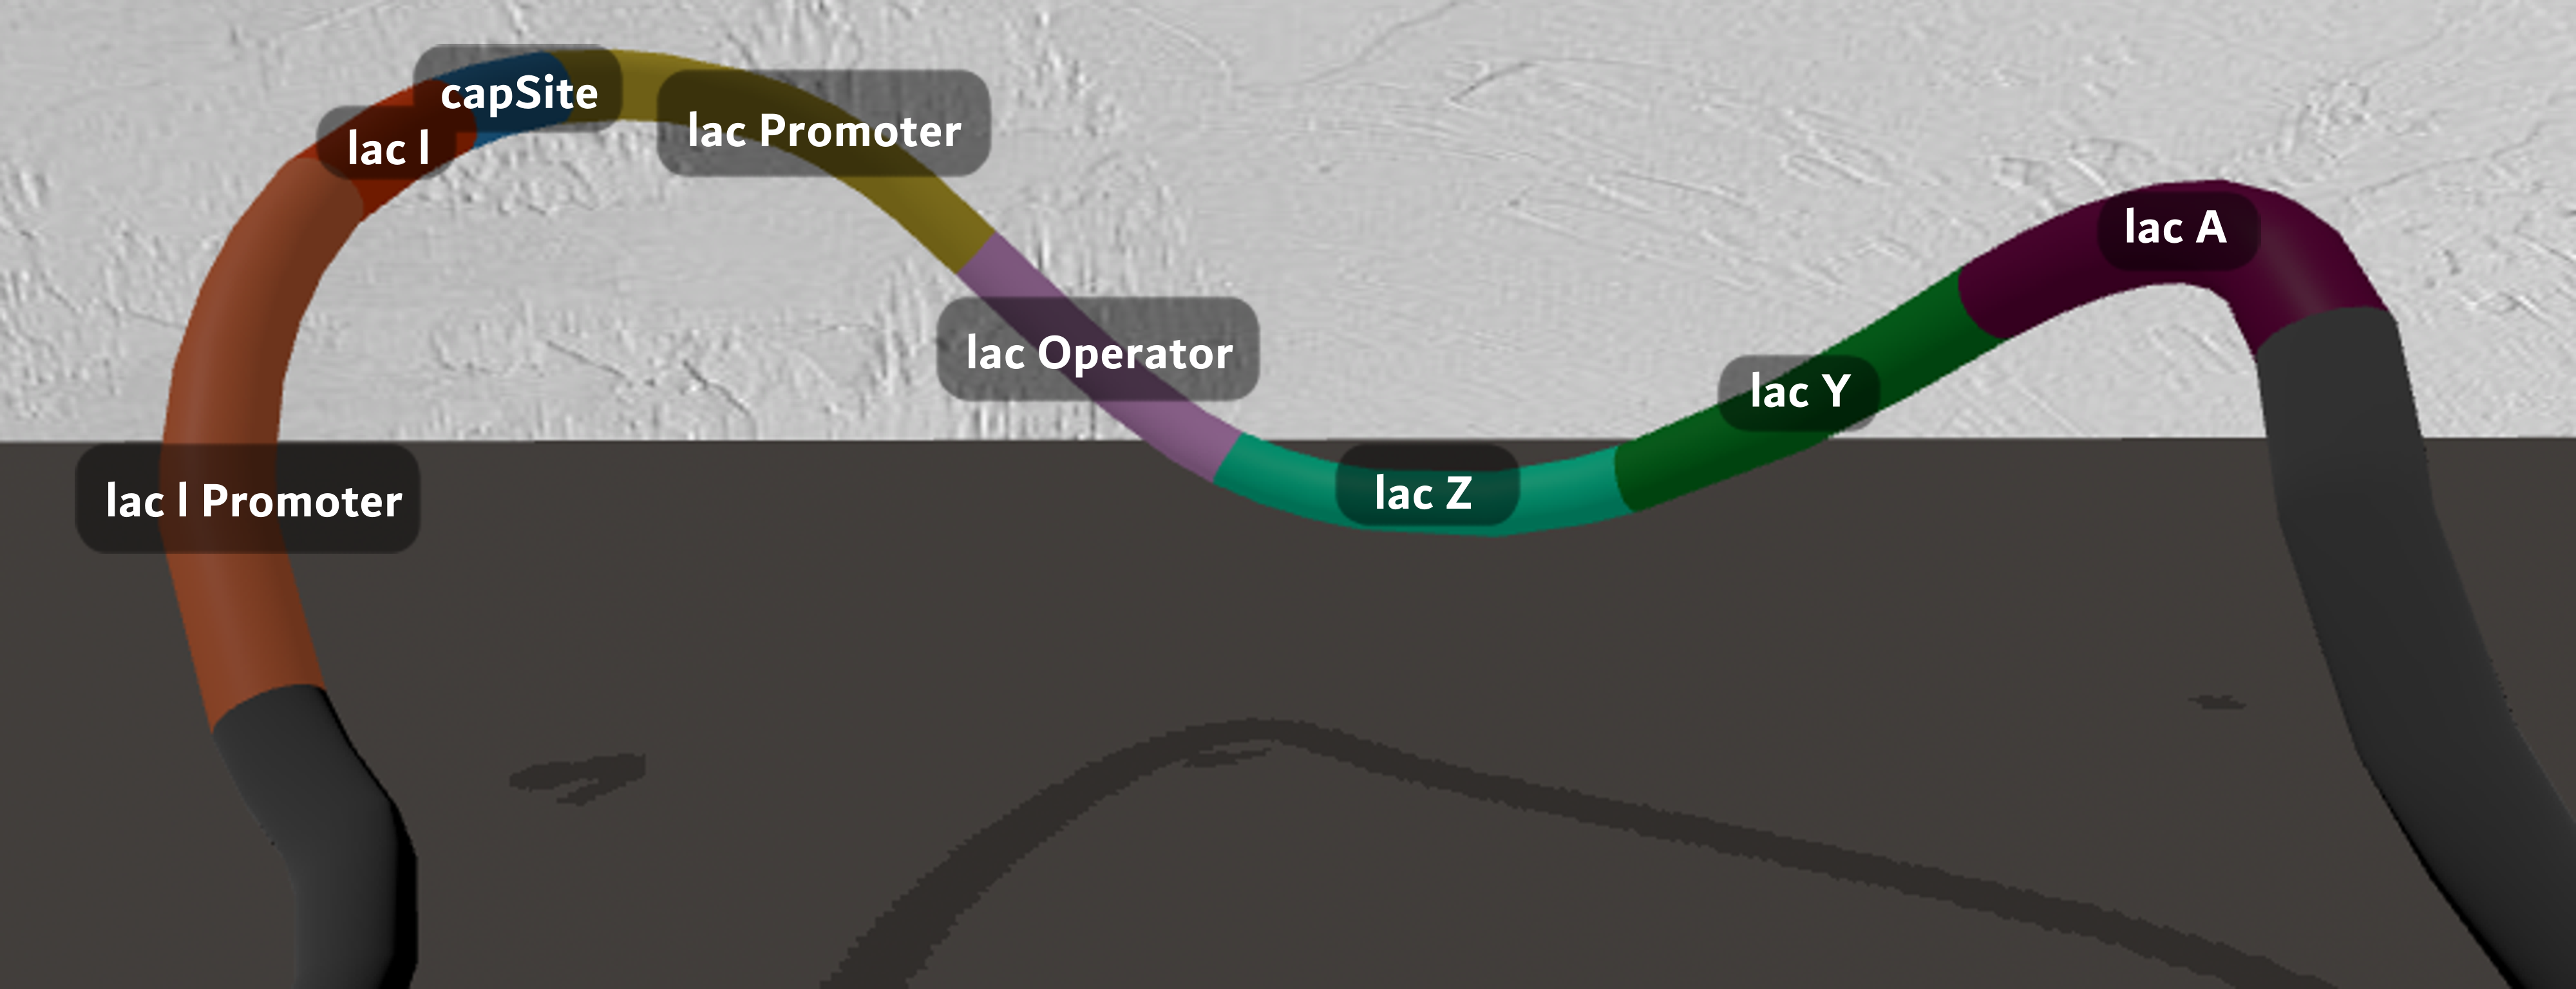 capSite
lac l
lac Promoter
lac A
lac Operator
lac Y
lac Z
lac l Promoter